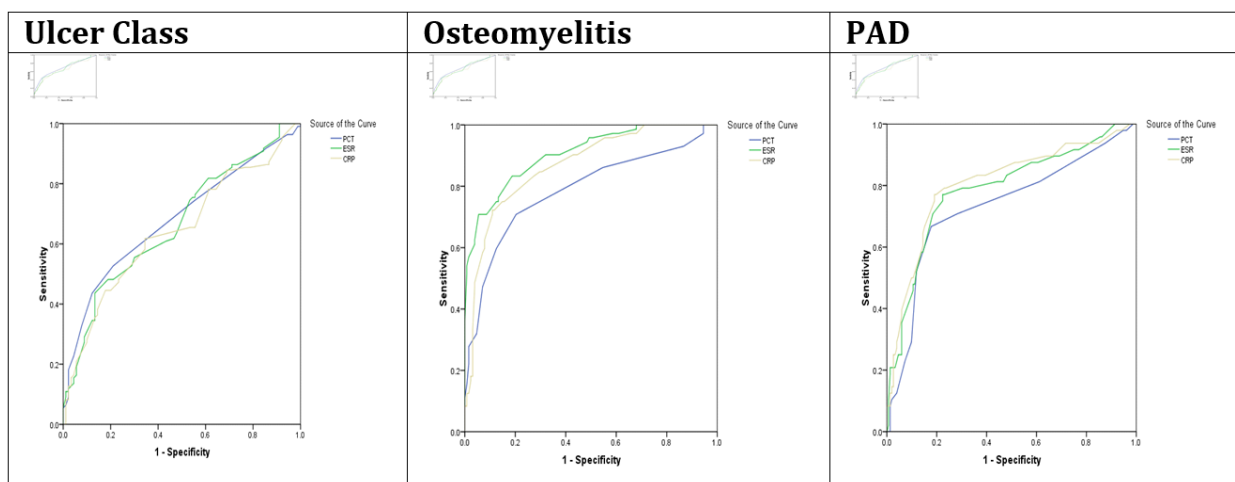 Ulcer Class
Osteomyelitis
PAD
Source of the Curve
PCT
ESR
CRP
1.0
0.8
0.6
0.4
0.2
0.0
Sensitivity
0.0 0.2 0.4 0.6 0.8 1.0
1 - Specificity
Source of the Curve
PCT
ESR
CRP
1.0
0.8
0.6
0.4
0.2
0.0
Sensitivity
0.0 0.2 0.4 0.6 0.8 1.0
1 - Specificity
Source of the Curve
PCT
ESR
CRP
1.0
0.8
0.6
0.4
0.2
0.0
Sensitivity
0.0 0.2 0.4 0.6 0.8 1.0
1 - Specificity